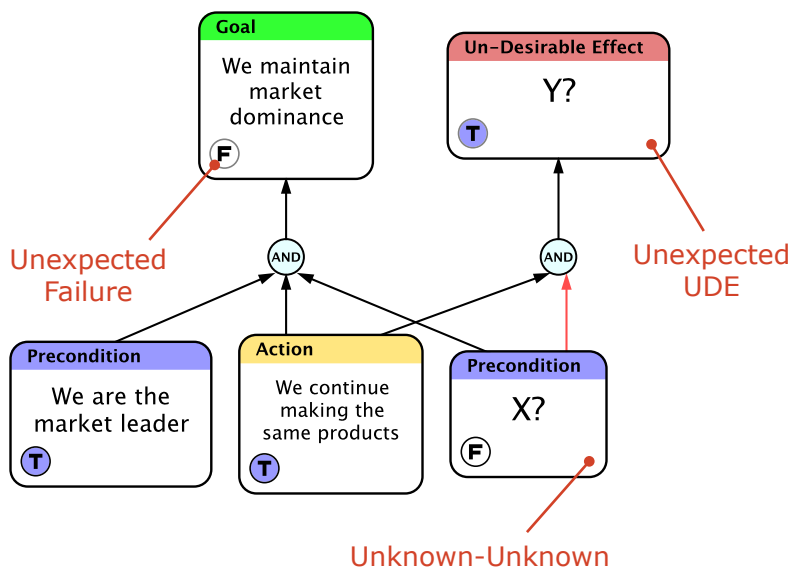 Goal
We maintain
market
dominance
F
Un-Desirable Effect
Y?
T
Unexpected
Failure
AND
AND
Unexpected
UDE
Precondition
We are the
market leader
T
Action
We continue
making the
same products
T
Precondition
X?
F
Unknown-Unknown